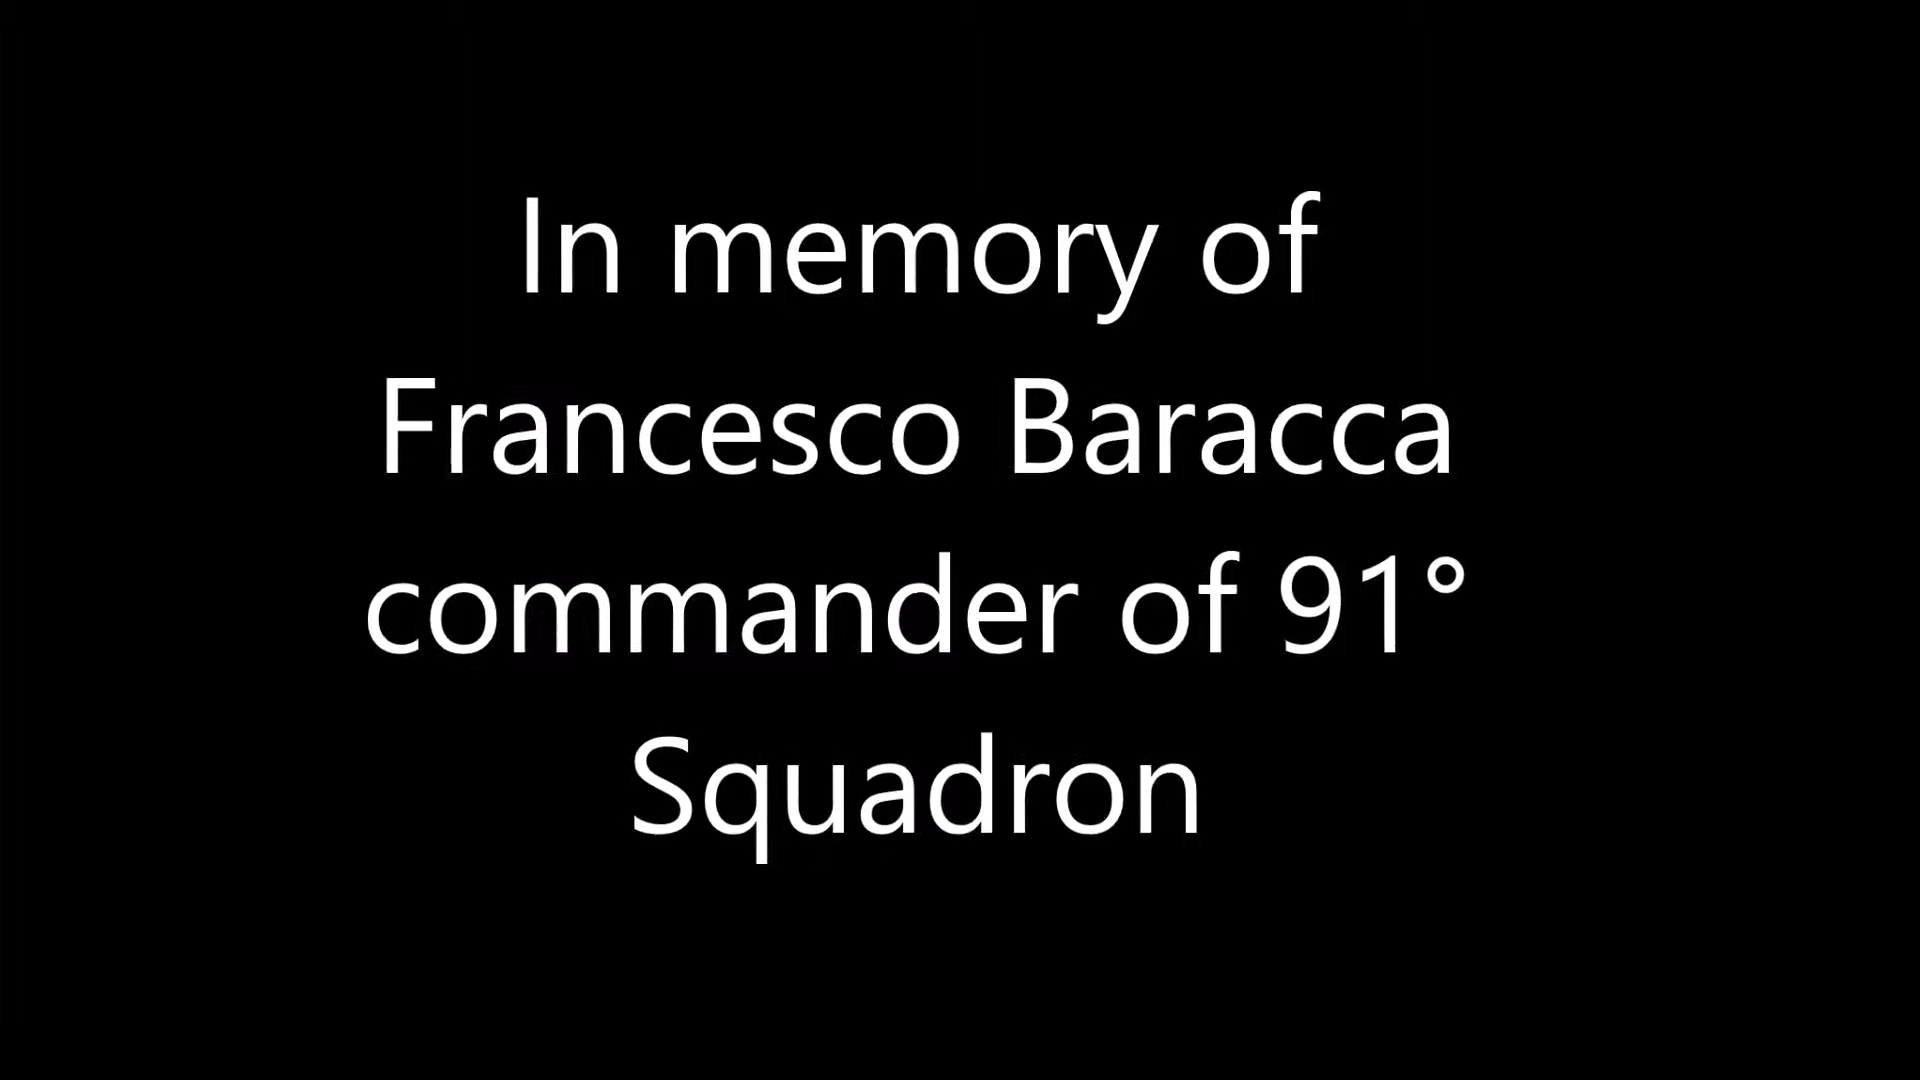 In memory of
Francesco Baracca
commander of 91°
Squadron